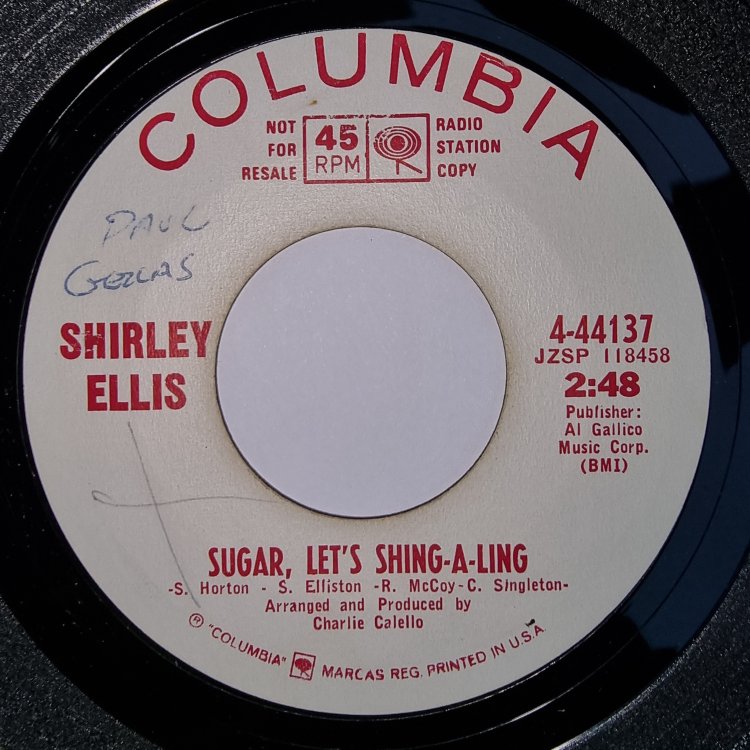 COLUMBIA
NOT
FOR
RESALE
45
RPM
RADIO
STATION
COPY
PAUL
SHIRLEY
ELLIS
4-44137
JZSP 118458
2:48
Publisher:
Al Gallico
Music Corp.
(BMI)
SUGAR, LET'S SHING-A-LING
-S. Horton - S. Elliston -R. McCoy-C. Singleton-
Arranged and Produced by
Charlie Calello
Ⓟ "COLUMBIA" MARCAS REG. PRINTED IN U.S.A.